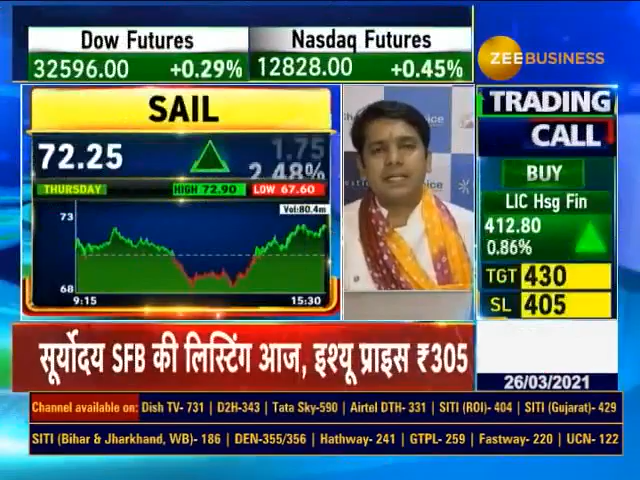 Dow Futures
32596.00 +0.29%
Nasdaq Futures
12828.00 +0.45%
ZEEBUSINESS
SAIL
72.25
1.75
2.48%
THURSDAY HIGH 72.90 LOW 67.60
Vol:80.4m
73
68
9:15 15:30
TRADING
CALL
BUY
LIC Hsg Fin
412.80
0.86%
TGT 430
SL 405
सूर्योदय SFB की लिस्टिंग आज, इश्यू प्राइस ₹305
26/03/2021
Channel available on: Dish TV- 731 | D2H-343 | Tata Sky-590 | Airtel DTH- 331 | SITI (ROI)- 404 | SITI (Gujarat)- 429
SITI (Bihar & Jharkhand, WB)- 186 | DEN-355/356 | Hathway- 241 | GTPL- 259 | Fastway- 220 | UCN- 122